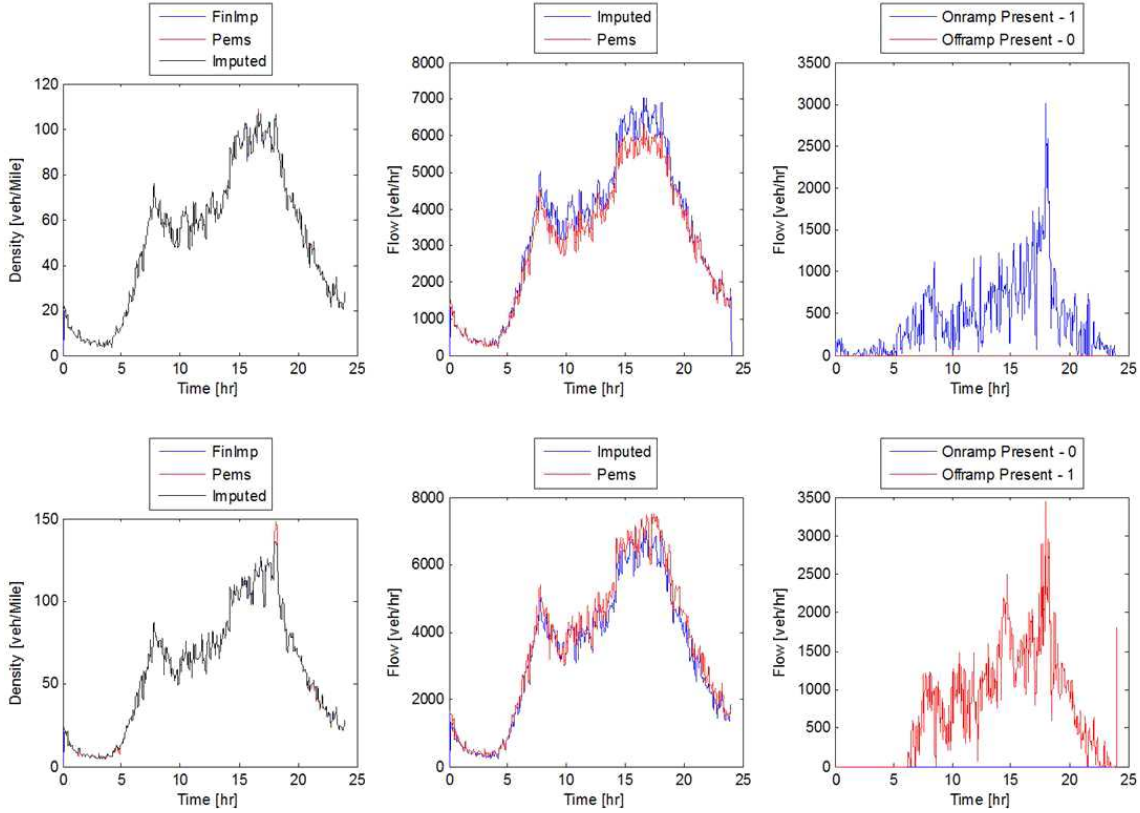 FinImp
Pems
Imputed
Imputed
Pems
Onramp Present - 1
Offramp Present - 0
120
100
80
60
40
20
0
Density [veh/Mile]
0 5 10 15 20 25
Time [hr]
8000
7000
6000
5000
4000
3000
2000
1000
0
Flow [veh/hr]
0 5 10 15 20 25
Time [hr]
3500
3000
2500
2000
1500
1000
500
0
Flow [veh/hr]
0 5 10 15 20 25
Time [hr]
FinImp
Pems
Imputed
Imputed
Pems
Onramp Present - 0
Offramp Present - 1
150
100
50
0
Density [veh/Mile]
0 5 10 15 20 25
Time [hr]
8000
6000
4000
2000
0
Flow [veh/hr]
0 5 10 15 20 25
Time [hr]
3500
3000
2500
2000
1500
1000
500
0
Flow [veh/hr]
0 5 10 15 20 25
Time [hr]